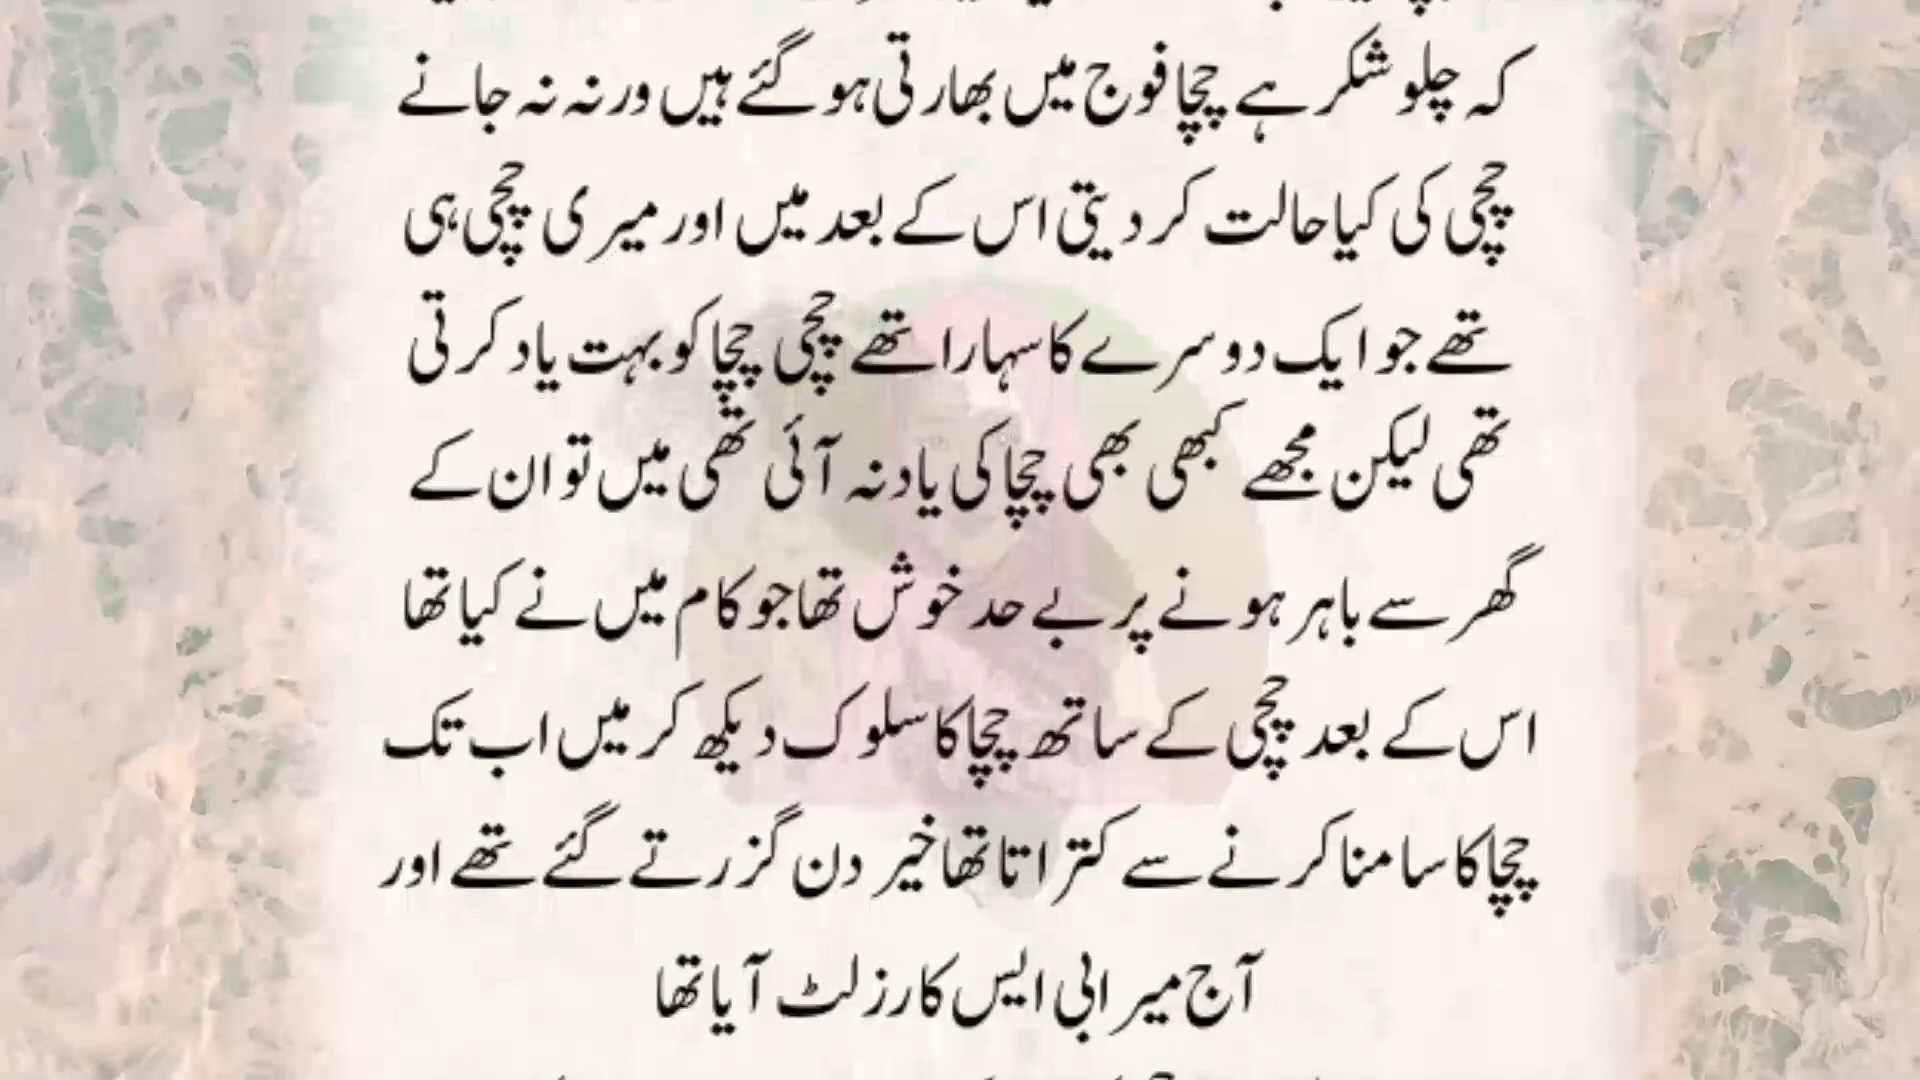 کہ چلو شکر ہے چچا فوج میں بھارتی ہو گئے ہیں ورنہ نہ جانے
چچی کی کیا حالت کر دیتی اس کے بعد میں اور میری چچی ہی
تھے جو ایک دوسرے کا سہارا تھے چچی چچا کو بہت یاد کرتی
تھی لیکن مجھے کبھی بھی چچا کی یاد نہ آئی تھی میں تو ان کے
گھر سے باہر ہونے پر بے حد خوش تھا جو کام میں نے کیا تھا
اس کے بعد چچی کے ساتھ چچا کا سلوک دیکھ کر میں اب تک
چچا کا سامنا کرنے سے کتراتا تھا خیر دن گزرتے گئے تھے اور
آج میرا بی ایس کا رزلٹ آیا تھا